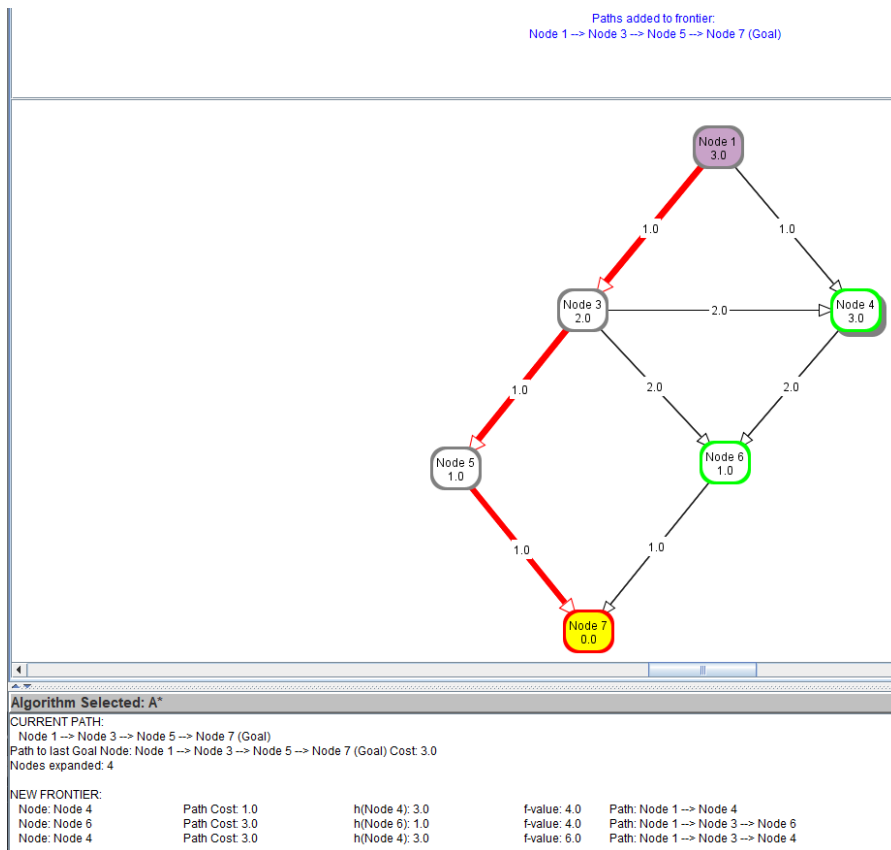 Paths added to frontier:
Node 1 --> Node 3 --> Node 5 --> Node 7 (Goal)
Node 1
3.0
1.0
1.0
Node 3
2.0
2.0
Node 4
3.0
1.0
2.0
2.0
Node 5
1.0
Node 6
1.0
1.0
1.0
Node 7
0.0
Algorithm Selected: A*
CURRENT PATH:
Node 1 --> Node 3 --> Node 5 --> Node 7 (Goal)
Path to last Goal Node: Node 1 --> Node 3 --> Node 5 --> Node 7 (Goal) Cost: 3.0
Nodes expanded: 4
NEW FRONTIER:
Node: Node 4 Path Cost: 1.0 h(Node 4): 3.0 f-value: 4.0 Path: Node 1 --> Node 4
Node: Node 6 Path Cost: 3.0 h(Node 6): 1.0 f-value: 4.0 Path: Node 1 --> Node 3 --> Node 6
Node: Node 4 Path Cost: 3.0 h(Node 4): 3.0 f-value: 6.0 Path: Node 1 --> Node 3 --> Node 4